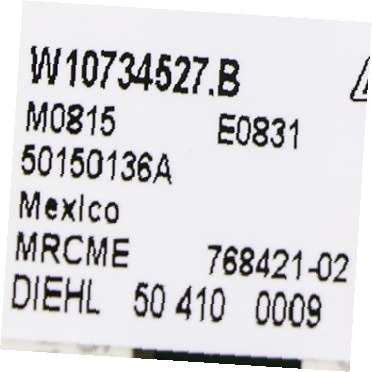 W10734527.B
M0815 E0831
50150136A
Mexico
MRCME 768421-02
DIEHL 50 410 0009